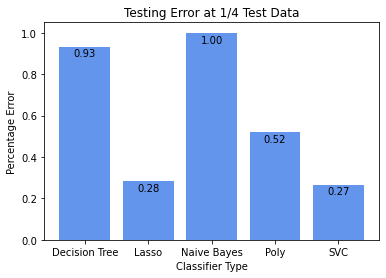 Testing Error at 1/4 Test Data
Percentage Error
1.0
0.8
0.6
0.4
0.2
0.0
0.93
0.28
1.00
0.52
0.27
Decision Tree
Lasso
Naive Bayes
Poly
SVC
Classifier Type